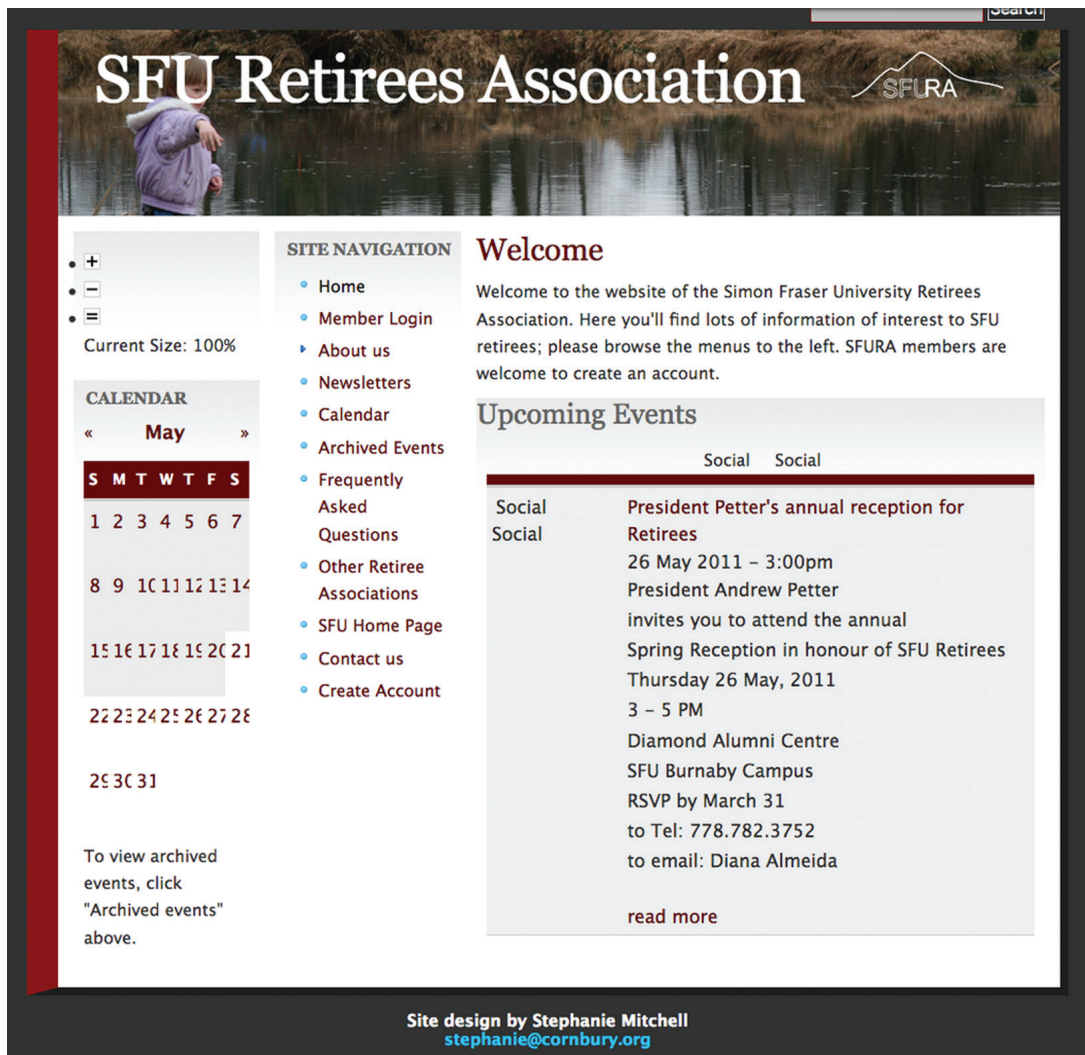 Search
SFU Retirees Association
SFURA
+
−
=
Current Size: 100%
CALENDAR
« May »
S M T W T F S
1 2 3 4 5 6 7
8 9 10 11 12 13 14
15 16 17 18 19 20 21
22 23 24 25 26 27 28
29 30 31
To view archived
events, click
"Archived events"
above.
SITE NAVIGATION
Home
Member Login
About us
Newsletters
Calendar
Archived Events
Frequently
Asked
Questions
Other Retiree
Associations
SFU Home Page
Contact us
Create Account
Welcome
Welcome to the website of the Simon Fraser University Retirees
Association. Here you'll find lots of information of interest to SFU
retirees; please browse the menus to the left. SFURA members are
welcome to create an account.
Upcoming Events
Social Social
Social
Social
President Petter's annual reception for
Retirees
26 May 2011 – 3:00pm
President Andrew Petter
invites you to attend the annual
Spring Reception in honour of SFU Retirees
Thursday 26 May, 2011
3 – 5 PM
Diamond Alumni Centre
SFU Burnaby Campus
RSVP by March 31
to Tel: 778.782.3752
to email: Diana Almeida
read more
Site design by Stephanie Mitchell
stephanie@cornbury.org